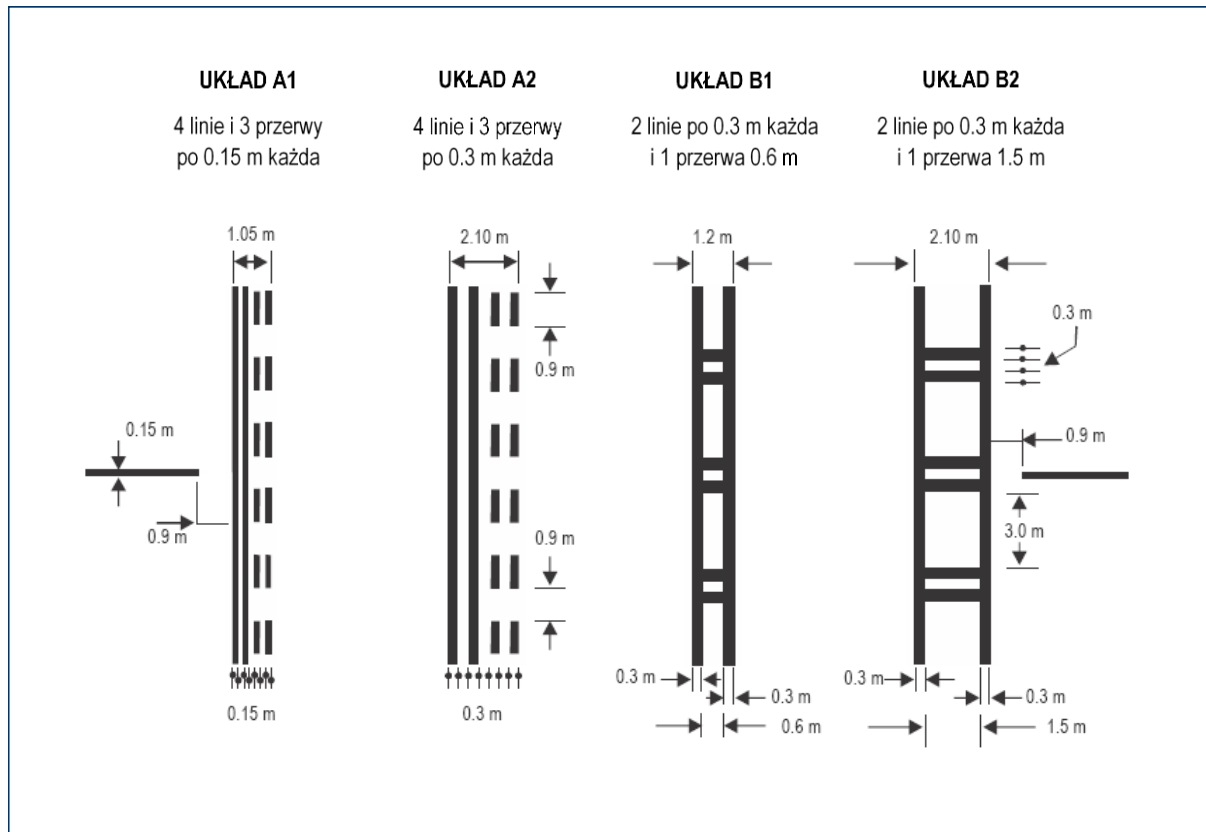 UKŁAD A1
4 linie i 3 przerwy
po 0.15 m każda
UKŁAD A2
4 linie i 3 przerwy
po 0.3 m każda
UKŁAD B1
2 linie po 0.3 m każda
i 1 przerwa 0.6 m
UKŁAD B2
2 linie po 0.3 m każda
i 1 przerwa 1.5 m
1.05 m
0.15 m
0.9 m
0.15 m
2.10 m
0.9 m
0.9 m
0.3 m
1.2 m
0.3 m
0.3 m
0.6 m
2.10 m
0.3 m
0.9 m
3.0 m
0.3 m
0.3 m
1.5 m